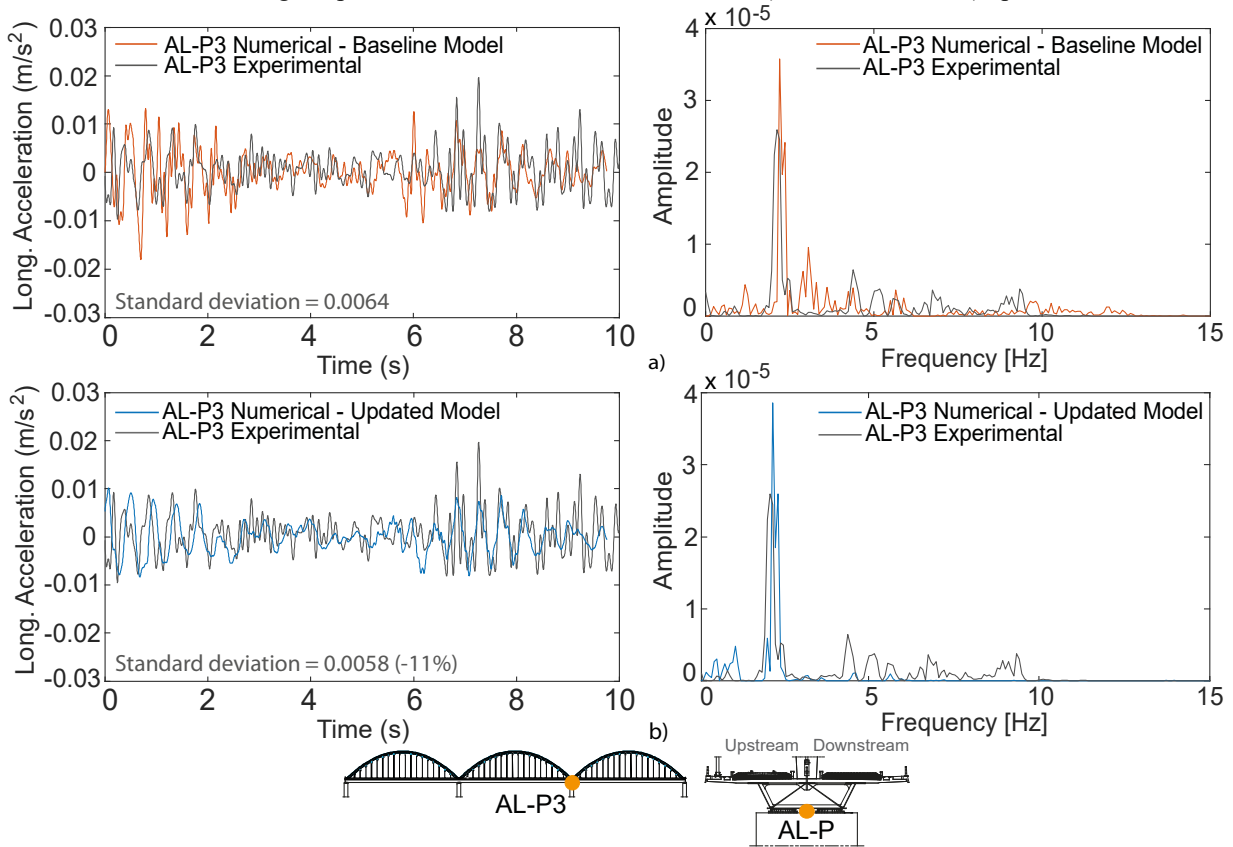 0.03
0.02
0.01
0
-0.01
-0.02
-0.03
Long. Acceleration (m/s²)
AL-P3 Numerical - Baseline Model
AL-P3 Experimental
Standard deviation = 0.0064
0 2 4 6 8 10
Time (s)
4 x 10⁻⁵
3
2
1
0
Amplitude
AL-P3 Numerical - Baseline Model
AL-P3 Experimental
0 5 10 15
Frequency [Hz]
a)
0.03
0.02
0.01
0
-0.01
-0.02
-0.03
Long. Acceleration (m/s²)
AL-P3 Numerical - Updated Model
AL-P3 Experimental
Standard deviation = 0.0058 (-11%)
0 2 4 6 8 10
Time (s)
4 x 10⁻⁵
3
2
1
0
Amplitude
AL-P3 Numerical - Updated Model
AL-P3 Experimental
0 5 10 15
Frequency [Hz]
b)
AL-P3
Upstream Downstream
AL-P